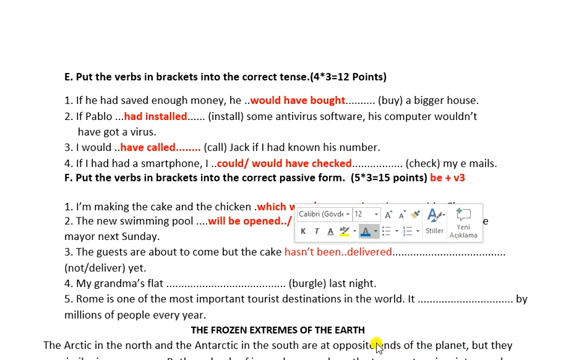 E. Put the verbs in brackets into the correct tense.(4*3=12 Points)
1. If he had saved enough money, he ..would have bought.......... (buy) a bigger house.
2. If Pablo ...had installed...... (install) some antivirus software, his computer wouldn't
have got a virus.
3. I would ..have called........ (call) Jack if I had known his number.
4. If I had had a smartphone, I ..could/ would have checked................. (check) my e mails.
F. Put the verbs in brackets into the correct passive form. (5*3=15 points) be + v3
1. I'm making the cake and the chicken .which
2. The new swimming pool ....will be opened../
mayor next Sunday.
Calibri (Gövde 12
K T A Stiller Yeni Açıklama
3. The guests are about to come but the cake hasn't been..delivered......................................
(not/deliver) yet.
4. My grandma's flat ........................................ (burgle) last night.
5. Rome is one of the most important tourist destinations in the world. It ................................ by
millions of people every year.
THE FROZEN EXTREMES OF THE EARTH
The Arctic in the north and the Antarctic in the south are at opposite ends of the planet, but they